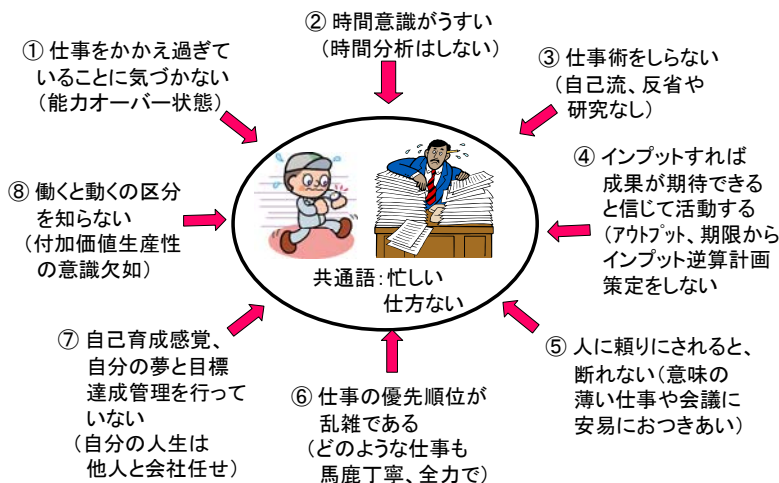 ① 仕事をかかえ過ぎて
いることに気づかない
(能力オーバー状態)
② 時間意識がうすい
(時間分析はしない)
③ 仕事術をしらない
(自己流、反省や
研究なし)
④ インプットすれば
成果が期待できる
と信じて活動する
(アウトプット、期限から
インプット逆算計画
策定をしない
⑤ 人に頼りにされると、
断れない(意味の
薄い仕事や会議に
安易におつきあい)
⑥ 仕事の優先順位が
乱雑である
(どのような仕事も
馬鹿丁寧、全力で)
⑦ 自己育成感覚、
自分の夢と目標
達成管理を行って
いない
(自分の人生は
他人と会社任せ)
⑧ 働くと動くの区分
を知らない
(付加価値生産性
の意識欠如)
共通語:忙しい
仕方ない